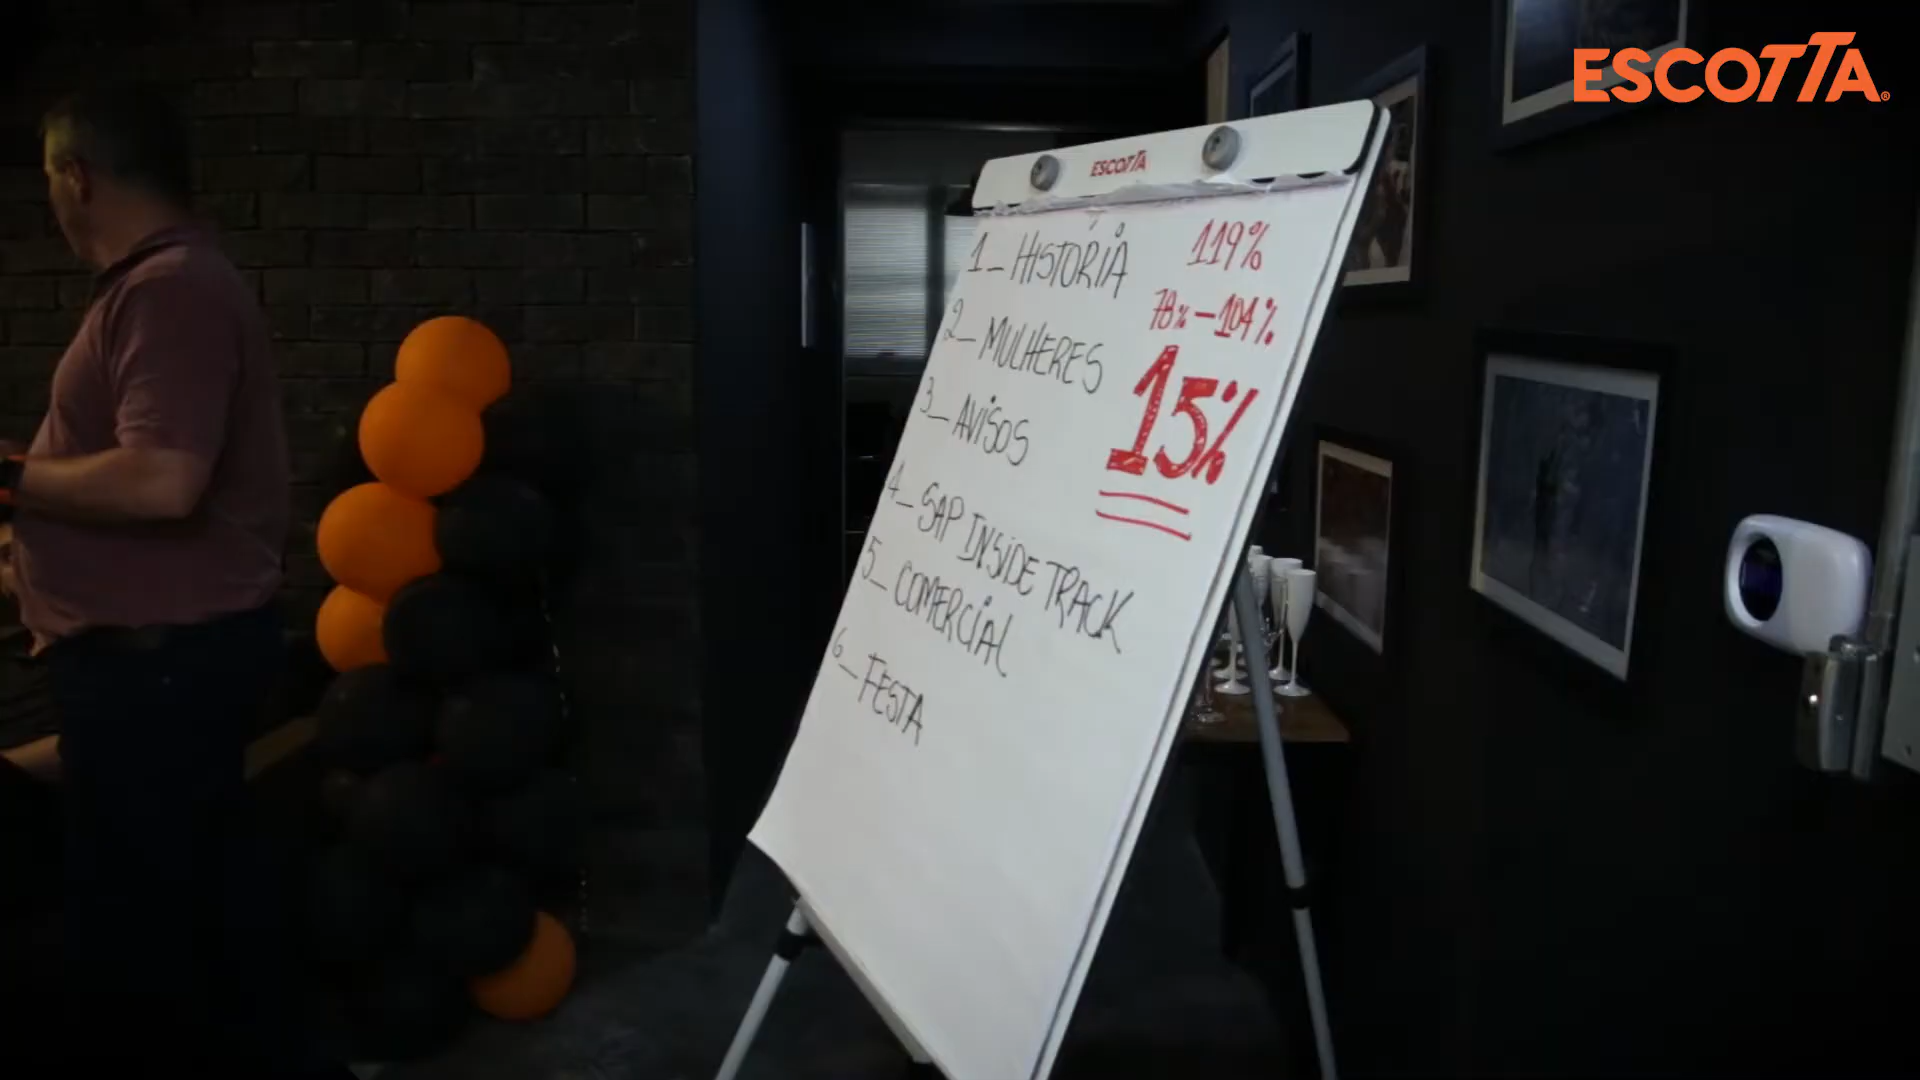 ESCOTTA
ESCOTTA
1_ HISTÓRIA
119%
78% — 104%
2_ MULHERES
15%
3_ AVISOS
4_ SAP INSIDE TRACK
5_ COMERCIAL
6_ FESTA